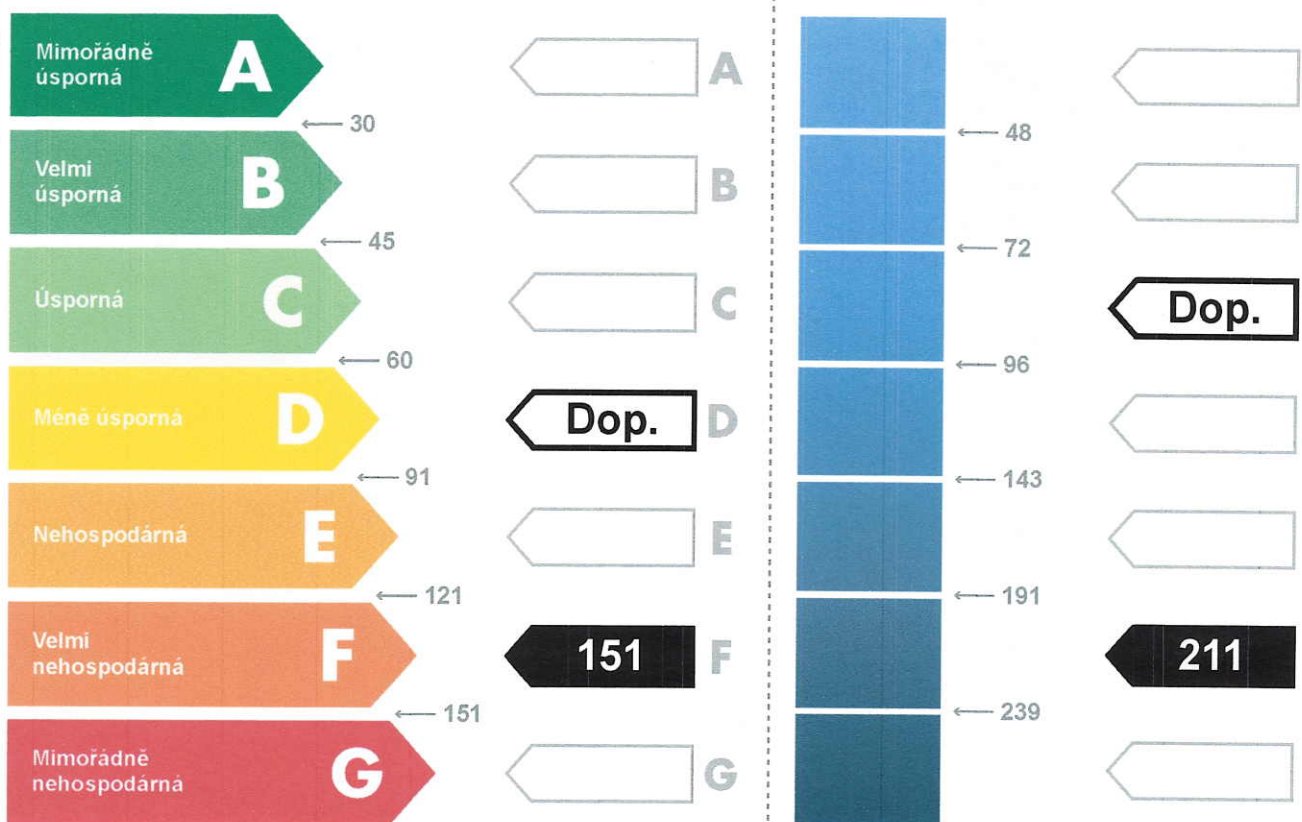 Mimořádně
úsporná
A
A
30
48
Velmi
úsporná
B
B
45
72
Úsporná
C
C
Dop.
60
96
Méně úsporná
D
Dop.
D
91
143
Nehospodárná
E
E
121
191
Velmi
nehospodárná
F
151
F
211
151
239
Mimořádně
nehospodárná
G
G